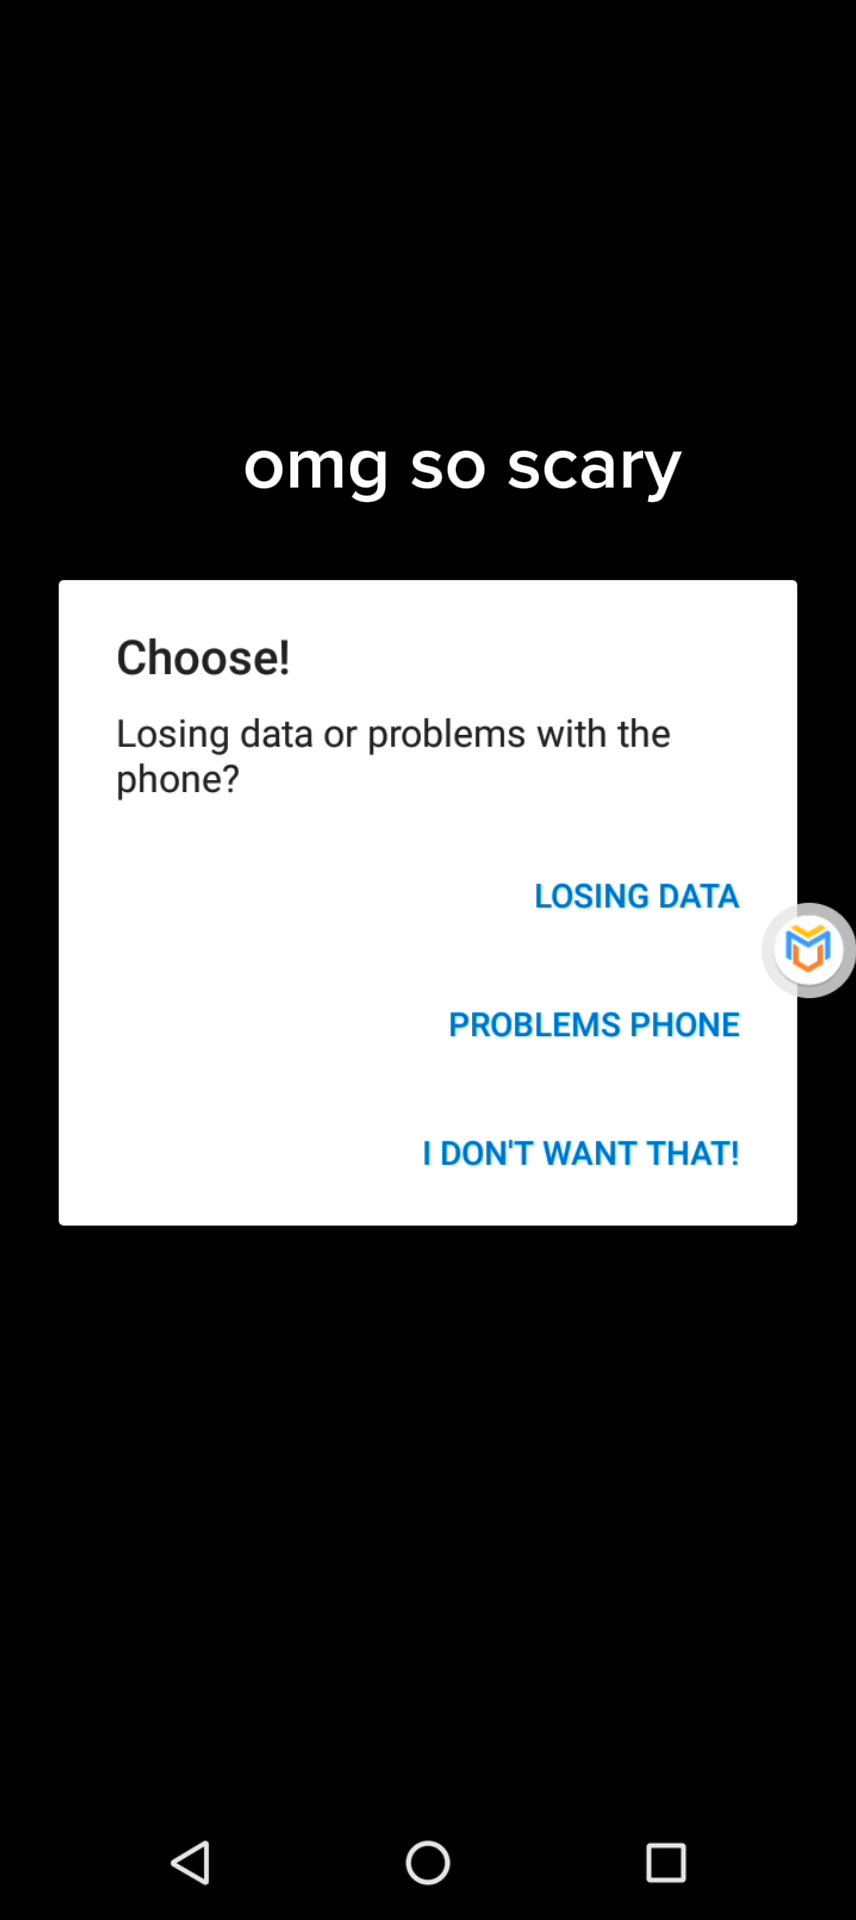 omg so scary
Choose!
Losing data or problems with the
phone?
LOSING DATA
PROBLEMS PHONE
I DON'T WANT THAT!